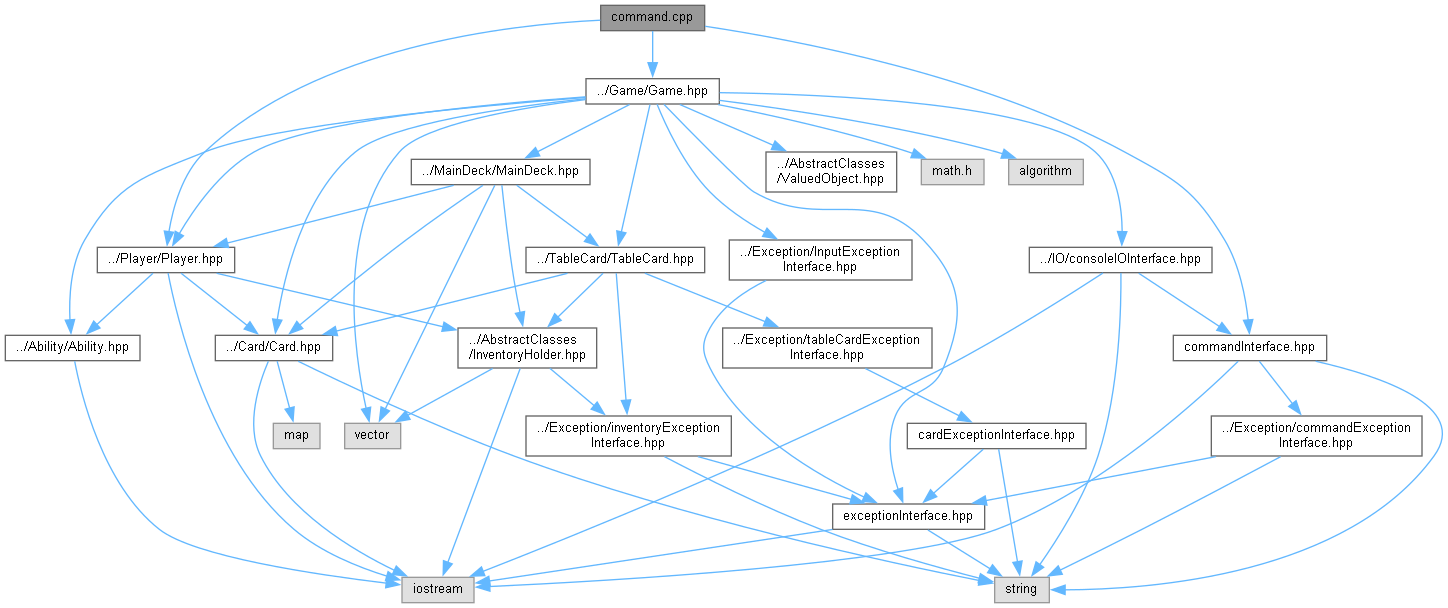 command.cpp
../Game/Game.hpp
../MainDeck/MainDeck.hpp
../AbstractClasses
/ValuedObject.hpp
math.h
algorithm
../Player/Player.hpp
../TableCard/TableCard.hpp
../Exception/InputException
Interface.hpp
../IO/consoleIOInterface.hpp
../Ability/Ability.hpp
../Card/Card.hpp
../AbstractClasses
/InventoryHolder.hpp
../Exception/tableCardException
Interface.hpp
commandInterface.hpp
map
vector
../Exception/inventoryException
Interface.hpp
cardExceptionInterface.hpp
../Exception/commandException
Interface.hpp
exceptionInterface.hpp
iostream
string